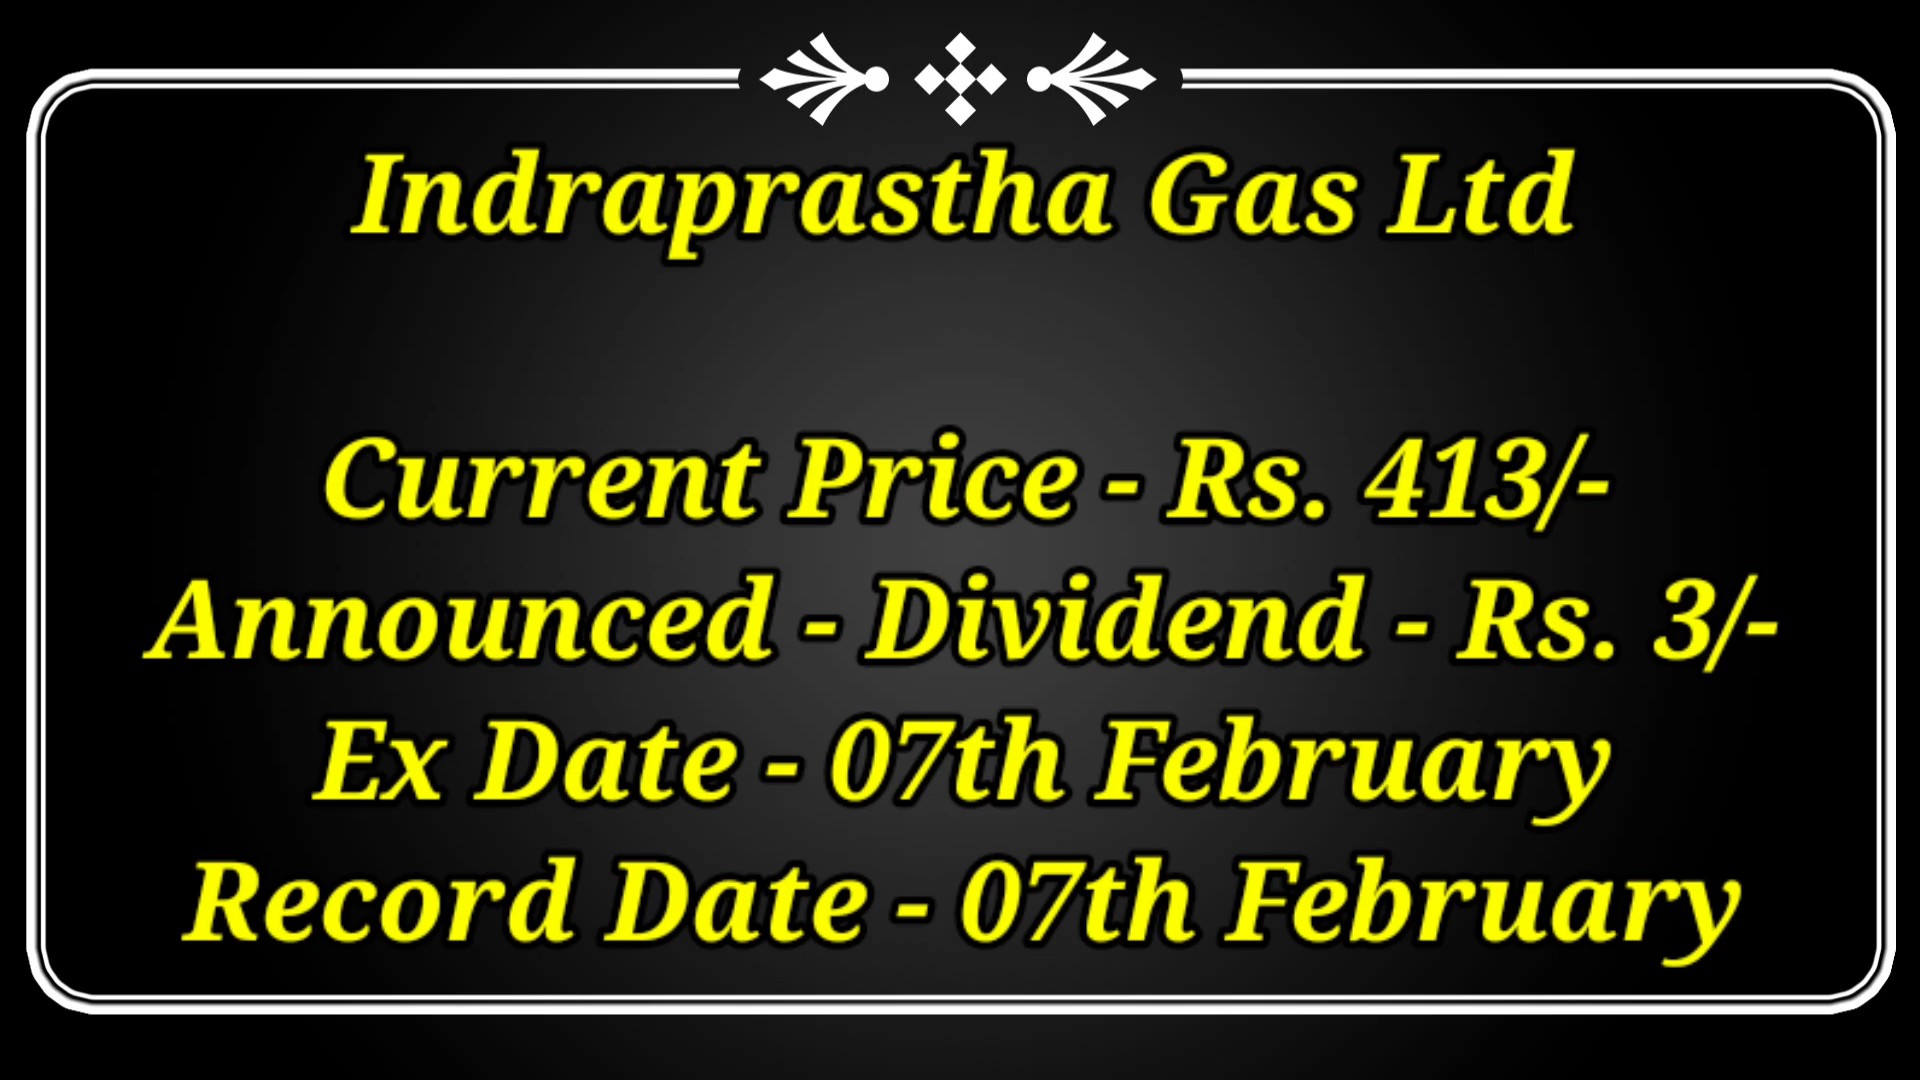 Indraprastha Gas Ltd
Current Price - Rs. 413/-
Announced - Dividend - Rs. 3/-
Ex Date - 07th February
Record Date - 07th February